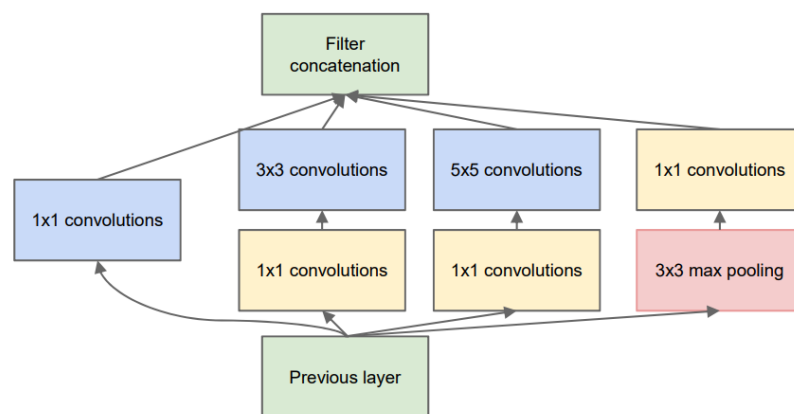 Filter
concatenation
3x3 convolutions
5x5 convolutions
1x1 convolutions
1x1 convolutions
1x1 convolutions
1x1 convolutions
3x3 max pooling
Previous layer